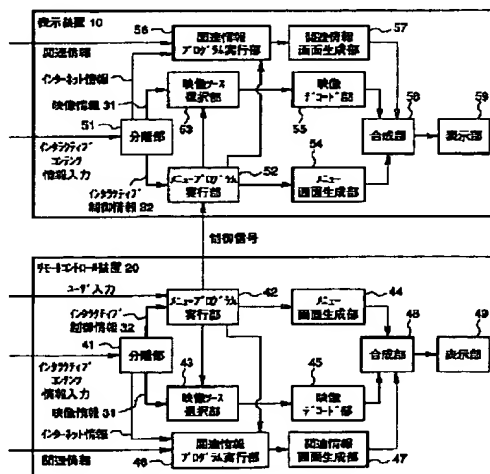 表示装置 10
56
57
関連情報
プログラム実行部
関連情報
画面生成部
関連情報
インターネット情報
映像情報 31
映像ソース
選択部
53
映像
デコード部
55
58
59
51
分離部
合成部
表示部
インタラクティブ
コンテンツ
情報入力
インタラクティブ
制御情報 32
メニュープログラム
実行部
52
54
メニュー
画面生成部
制御信号
リモートコントロール装置 20
ユーザ入力
42
44
メニュープログラム
実行部
メニュー
画面生成部
インタラクティブ
制御情報 32
48
49
41
分離部
43
45
合成部
表示部
インタラクティブ
コンテンツ
情報入力
映像情報 31
映像ソース
選択部
映像
デコード部
インターネット情報
関連情報
46
関連情報
プログラム実行部
関連情報
画面生成部
47